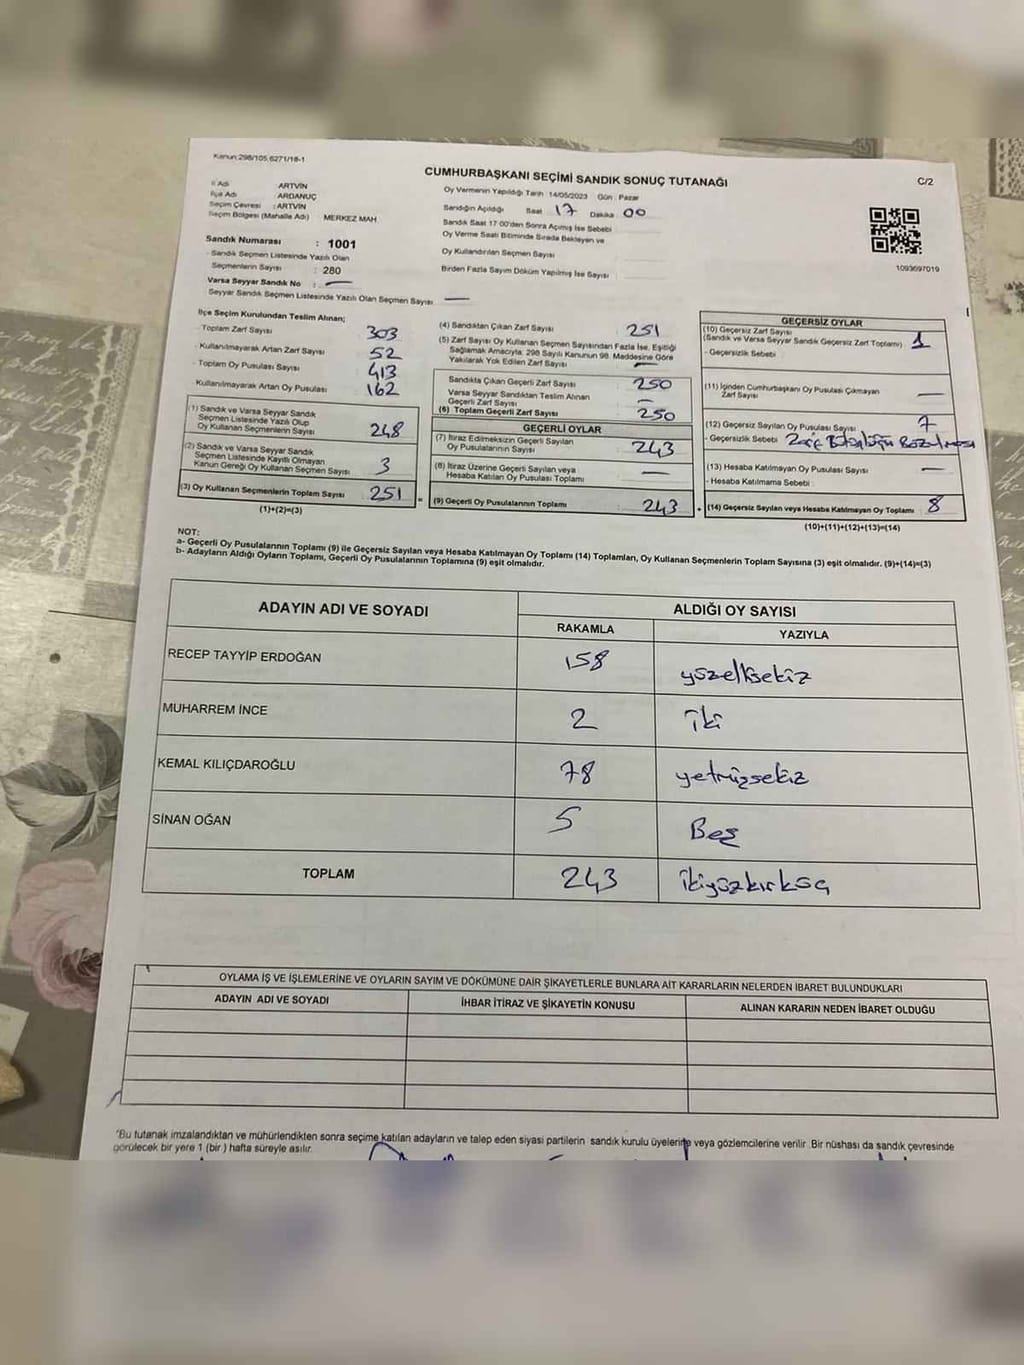 Kanun:298/105,6271/18-1
CUMHURBAŞKANI SEÇİMİ SANDIK SONUÇ TUTANAĞI
C/2
İl Adı ARTVİN
İlçe Adı ARDANUÇ
Seçim Çevresi : ARTVİN
Seçim Bölgesi (Mahalle Adı) MERKEZ MAH
Sandık Numarası : 1001
Sandık Seçmen Listesinde Yazılı Olan
Seçmenlerin Sayısı : 280
Varsa Seyyar Sandık No : —
Seyyar Sandık Seçmen Listesinde Yazılı Olan Seçmen Sayısı —
Oy Vermenin Yapıldığı Tarih 14/05/2023 Gün : Pazar
Sandığın Açıldığı Saat 17 Dakika 00
Sandık Saat 17:00'den Sonra Açımış İse Sebebi
Oy Verme Saati Bitiminde Sırada Bekleyen ve
Oy Kullandırılan Seçmen Sayısı
Birden Fazla Sayım Döküm Yapılmış İse Sayısı
1093697019
İlçe Seçim Kurulundan Teslim Alınan;
- Toplam Zarf Sayısı 303
- Kullanılmayarak Artan Zarf Sayısı 52
- Toplam Oy Pusulası Sayısı 413
- Kullanılmayarak Artan Oy Pusulası 162
(1) Sandık ve Varsa Seyyar Sandık
Seçmen Listesinde Yazılı Olup
Oy Kullanan Seçmenlerin Sayısı 248
(2) Sandık ve Varsa Seyyar Sandık
Seçmen Listesinde Kayıtlı Olmayan
Kanun Gereği Oy Kullanan Seçmen Sayısı 3
(3) Oy Kullanan Seçmenlerin Toplam Sayısı 251
(1)+(2)=(3)
(4) Sandıktan Çıkan Zarf Sayısı 251
(5) Zarf Sayısı Oy Kullanan Seçmen Sayısından Fazla İse, Eşitliği
Sağlamak Amacıyla; 298 Sayılı Kanunun 98. Maddesine Göre
Yakılarak Yok Edilen Zarf Sayısı —
Sandıkta Çıkan Geçerli Zarf Sayısı 250
Varsa Seyyar Sandıktan Teslim Alınan
Geçerli Zarf Sayısı —
(6) Toplam Geçerli Zarf Sayısı 250
GEÇERLİ OYLAR
(7) İtiraz Edilmeksizin Geçerli Sayılan
Oy Pusulalarının Sayısı 243
(8) İtiraz Üzerine Geçerli Sayılan veya
Hesaba Katılan Oy Pusulası Toplamı —
(9) Geçerli Oy Pusulalarının Toplamı 243
GEÇERSİZ OYLAR
(10) Geçersiz Zarf Sayısı
(Sandık ve Varsa Seyyar Sandık Geçersiz Zarf Toplamı) 1
- Geçersizlik Sebebi
(11) İçinden Cumhurbaşkanı Oy Pusulası Çıkmayan
Zarf Sayısı —
(12) Geçersiz Sayılan Oy Pusulası Sayısı 7
- Geçersizlik Sebebi
(13) Hesaba Katılmayan Oy Pusulası Sayısı —
- Hesaba Katılmama Sebebi
(14) Geçersiz Sayılan veya Hesaba Katılmayan Oy Toplamı 8
(10)+(11)+(12)+(13)=(14)
NOT:
a- Geçerli Oy Pusulalarının Toplamı (9) ile Geçersiz Sayılan veya Hesaba Katılmayan Oy Toplamı (14) Toplamları, Oy Kullanan Seçmenlerin Toplam Sayısına (3) eşit olmalıdır. (9)+(14)=(3)
b- Adayların Aldığı Oyların Toplamı, Geçerli Oy Pusulalarının Toplamına (9) eşit olmalıdır.
ADAYIN ADI VE SOYADI ALDIĞI OY SAYISI
RAKAMLA YAZIYLA
RECEP TAYYİP ERDOĞAN 158 yüzellisekiz
MUHARREM İNCE 2 iki
KEMAL KILIÇDAROĞLU 78 yetmişsekiz
SİNAN OĞAN 5 Beş
TOPLAM 243 ikiyüzkırküç
OYLAMA İŞ VE İŞLEMLERİNE VE OYLARIN SAYIM VE DÖKÜMÜNE DAİR ŞİKAYETLERLE BUNLARA AİT KARARLARIN NELERDEN İBARET BULUNDUKLARI
ADAYIN ADI VE SOYADI İHBAR İTİRAZ VE ŞİKAYETİN KONUSU ALINAN KARARIN NEDEN İBARET OLDUĞU
"Bu tutanak imzalandıktan ve mühürlendikten sonra seçime katılan adayların ve talep eden siyasi partilerin sandık kurulu üyelerine veya gözlemcilerine verilir. Bir nüshası da sandık çevresinde
görülecek bir yere 1 (bir) hafta süreyle asılır.